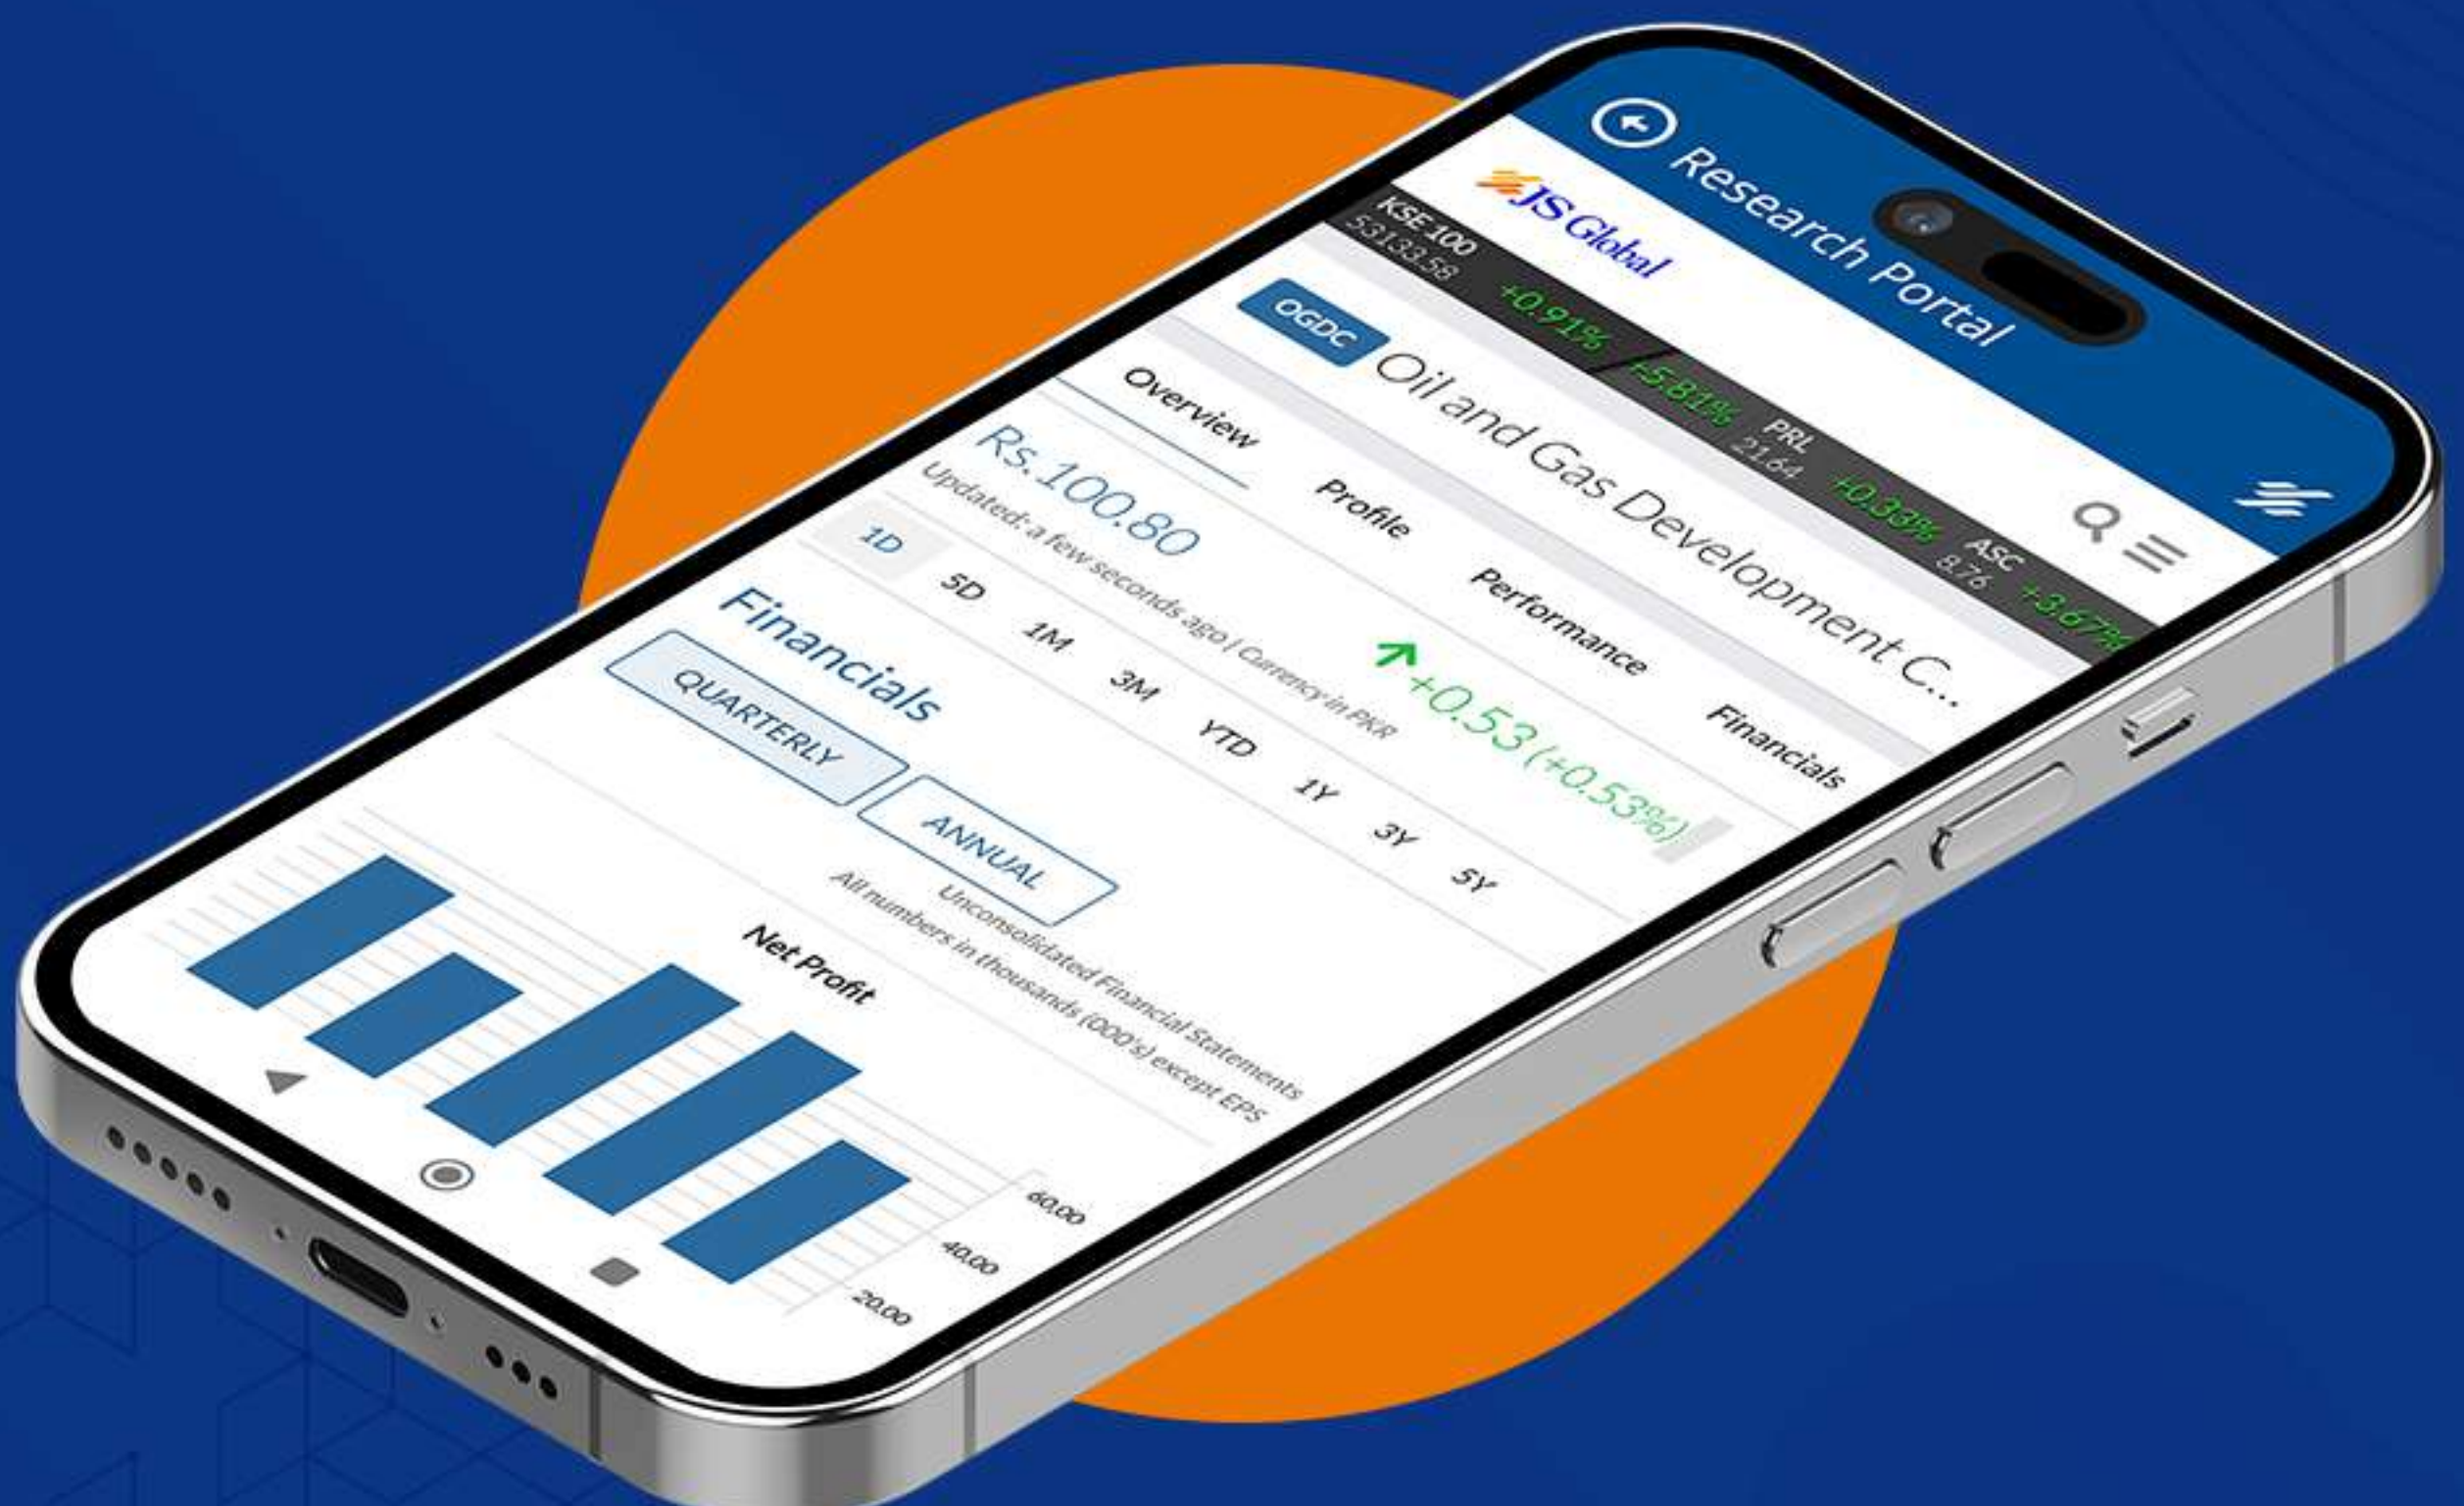 Research Portal
JS Global
KSE 100 +0.91% +5.81% PRL +0.33% ASC +3.67%
53133.58 21.64 8.76
OGDC Oil and Gas Development C...
Overview Profile Performance Financials
Rs.100.80 +0.53 (+0.53%)
Updated: a few seconds ago | Currency in PKR
1D 5D 1M 3M YTD 1Y 3Y 5Y
Financials
QUARTERLY ANNUAL
Unconsolidated Financial Statements
All numbers in thousands (000's) except EPS
Net Profit
60,00
40,00
20,00